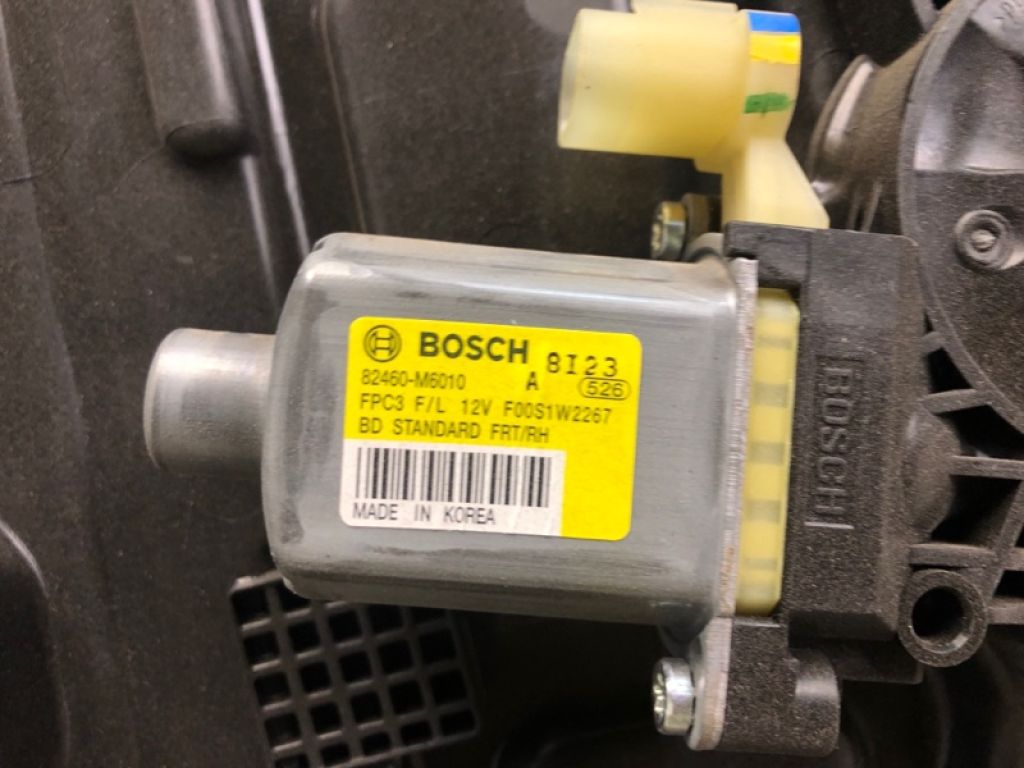 BOSCH 8I23
82460-M6010 A 526
FPC3 F/L 12V F00S1W2267
BD STANDARD FRT/RH
MADE IN KOREA
BOSCH